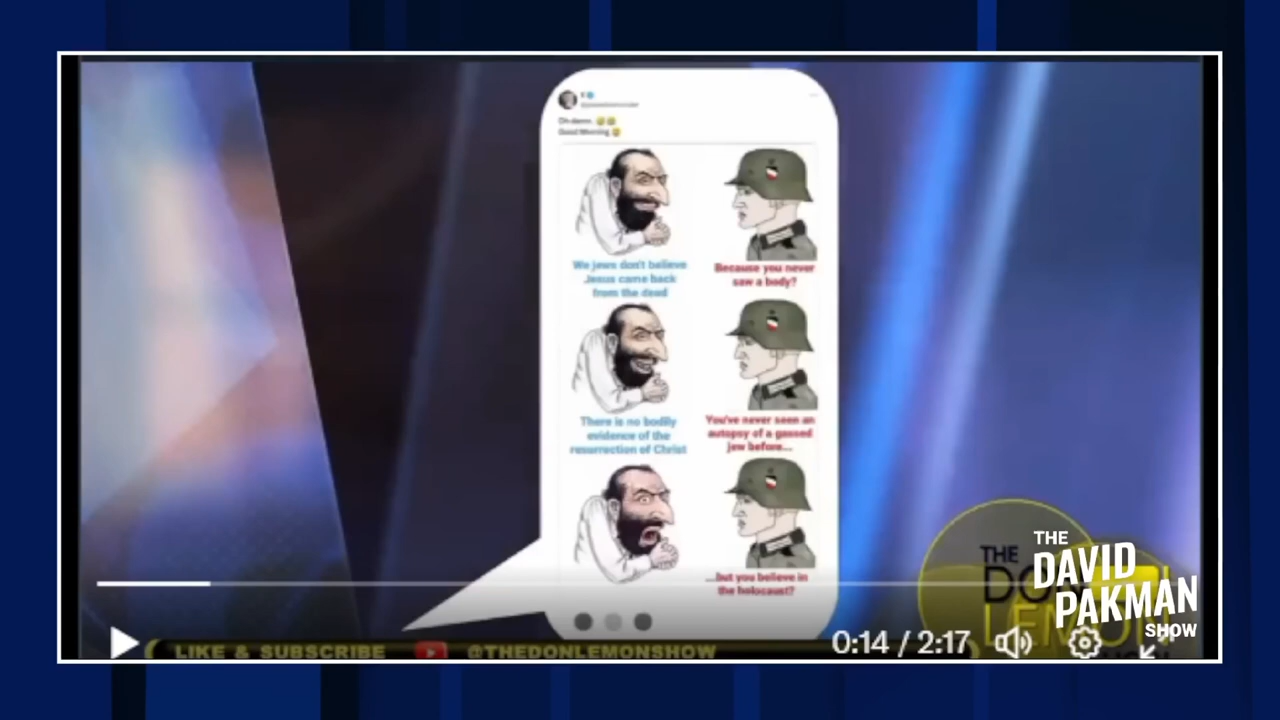 Oh damn.
Good Morning
We jews don't believe
Jesus came back
from the dead
Because you never
saw a body?
There is no bodily
evidence of the
resurrection of Christ
You've never seen an
autopsy of a gassed
jew before...
...but you believe in
the holocaust?
THE
DAVID
PAKMAN
SHOW
THE
LEMON
0:14 / 2:17
LIKE & SUBSCRIBE
@THEDONLEMONSHOW